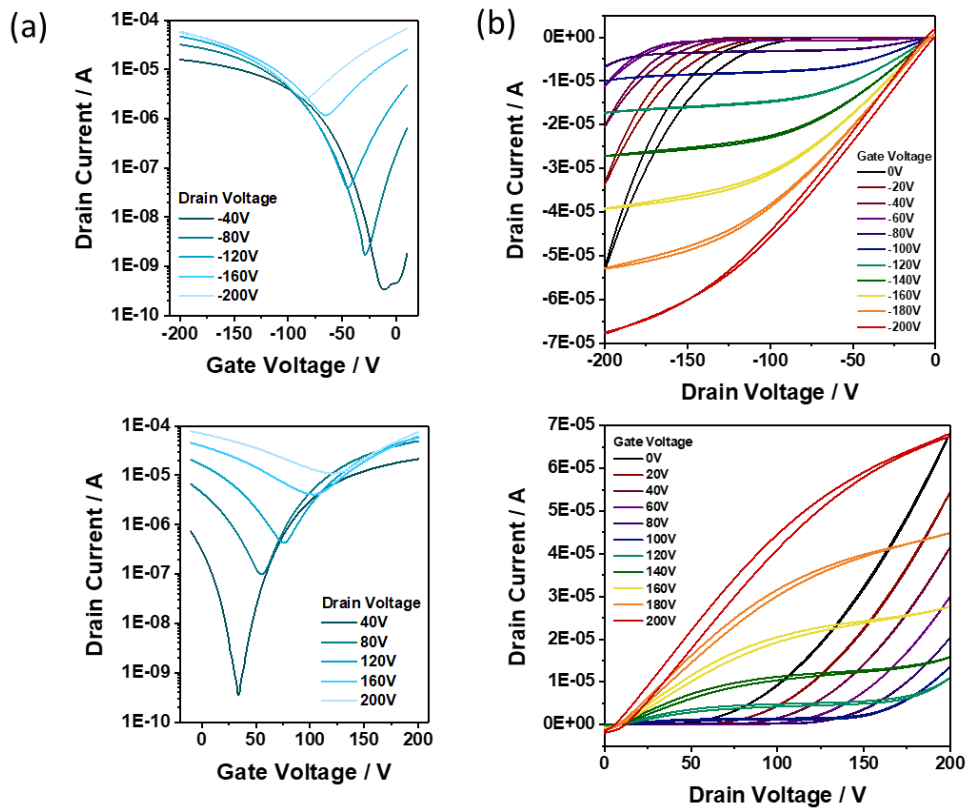 (a)
1E-04
1E-05
1E-06
1E-07
1E-08
1E-09
1E-10
Drain Current / A
Drain Voltage
-40V
-80V
-120V
-160V
-200V
-200 -150 -100 -50 0
Gate Voltage / V
(b)
0E+00
-1E-05
-2E-05
-3E-05
-4E-05
-5E-05
-6E-05
-7E-05
Drain Current / A
Gate Voltage
0V
-20V
-40V
-60V
-80V
-100V
-120V
-140V
-160V
-180V
-200V
-200 -150 -100 -50 0
Drain Voltage / V
1E-04
1E-05
1E-06
1E-07
1E-08
1E-09
1E-10
Drain Current / A
Drain Voltage
40V
80V
120V
160V
200V
0 50 100 150 200
Gate Voltage / V
7E-05
6E-05
5E-05
4E-05
3E-05
2E-05
1E-05
0E+00
Drain Current / A
Gate Voltage
0V
20V
40V
60V
80V
100V
120V
140V
160V
180V
200V
0 50 100 150 200
Drain Voltage / V